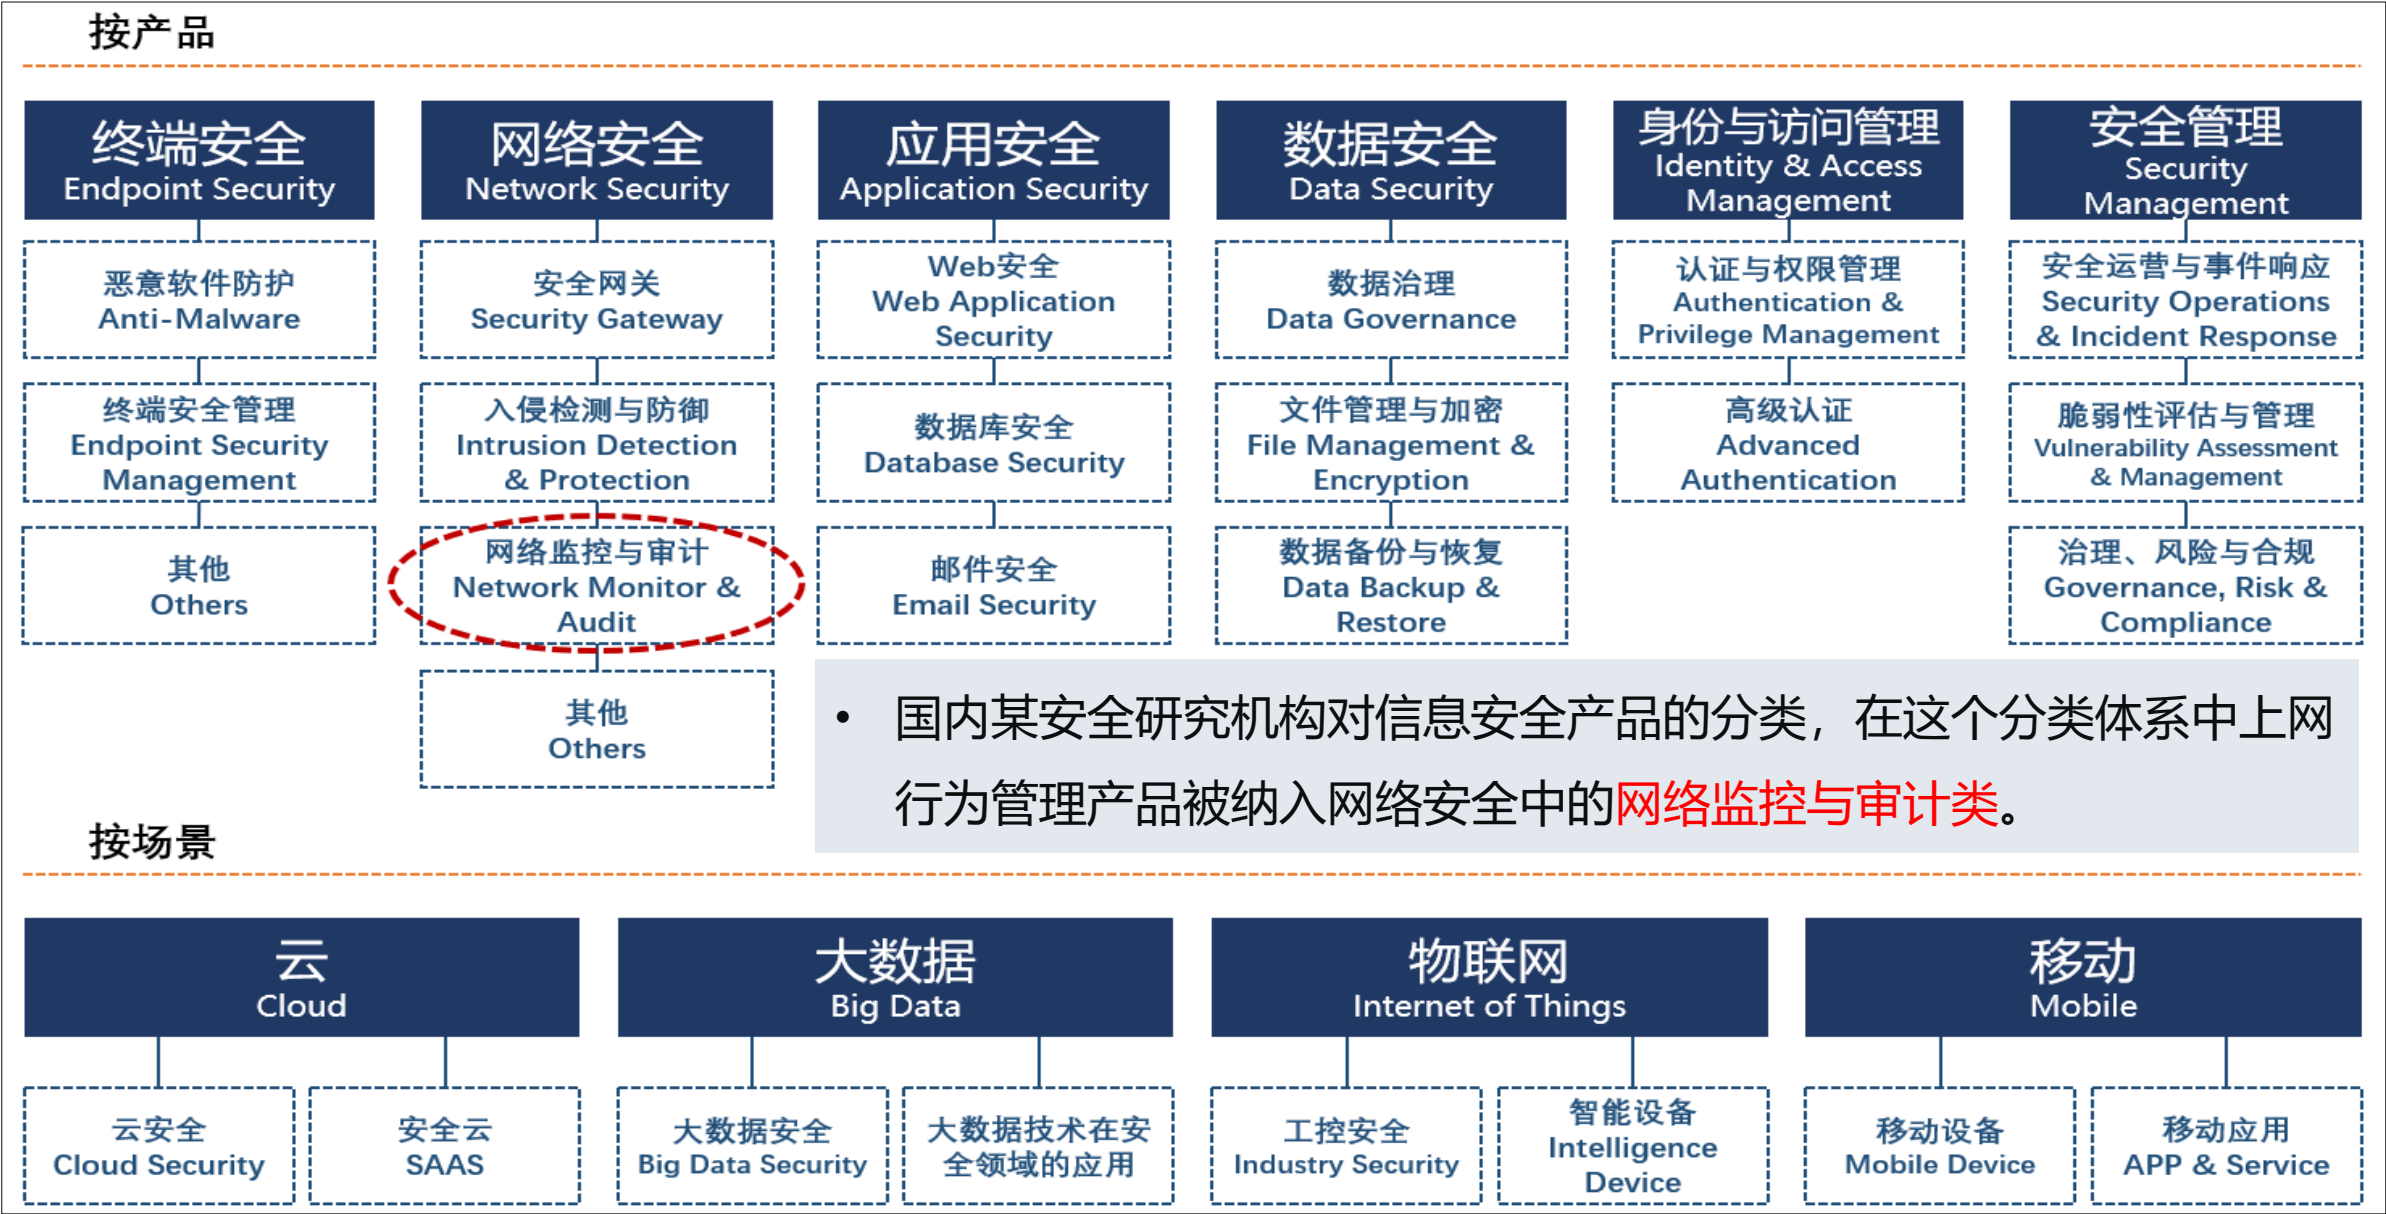 按产品
终端安全
Endpoint Security
恶意软件防护
Anti-Malware
终端安全管理
Endpoint Security
Management
其他
Others
网络安全
Network Security
安全网关
Security Gateway
入侵检测与防御
Intrusion Detection
& Protection
网络监控与审计
Network Monitor &
Audit
其他
Others
应用安全
Application Security
Web安全
Web Application
Security
数据库安全
Database Security
邮件安全
Email Security
数据安全
Data Security
数据治理
Data Governance
文件管理与加密
File Management &
Encryption
数据备份与恢复
Data Backup &
Restore
身份与访问管理
Identity & Access
Management
认证与权限管理
Authentication &
Privilege Management
高级认证
Advanced
Authentication
安全管理
Security
Management
安全运营与事件响应
Security Operations
& Incident Response
脆弱性评估与管理
Vulnerability Assessment
& Management
治理、风险与合规
Governance, Risk &
Compliance
• 国内某安全研究机构对信息安全产品的分类，在这个分类体系中上网
行为管理产品被纳入网络安全中的网络监控与审计类。
按场景
云
Cloud
云安全
Cloud Security
安全云
SAAS
大数据
Big Data
大数据安全
Big Data Security
大数据技术在安
全领域的应用
物联网
Internet of Things
工控安全
Industry Security
智能设备
Intelligence
Device
移动
Mobile
移动设备
Mobile Device
移动应用
APP & Service